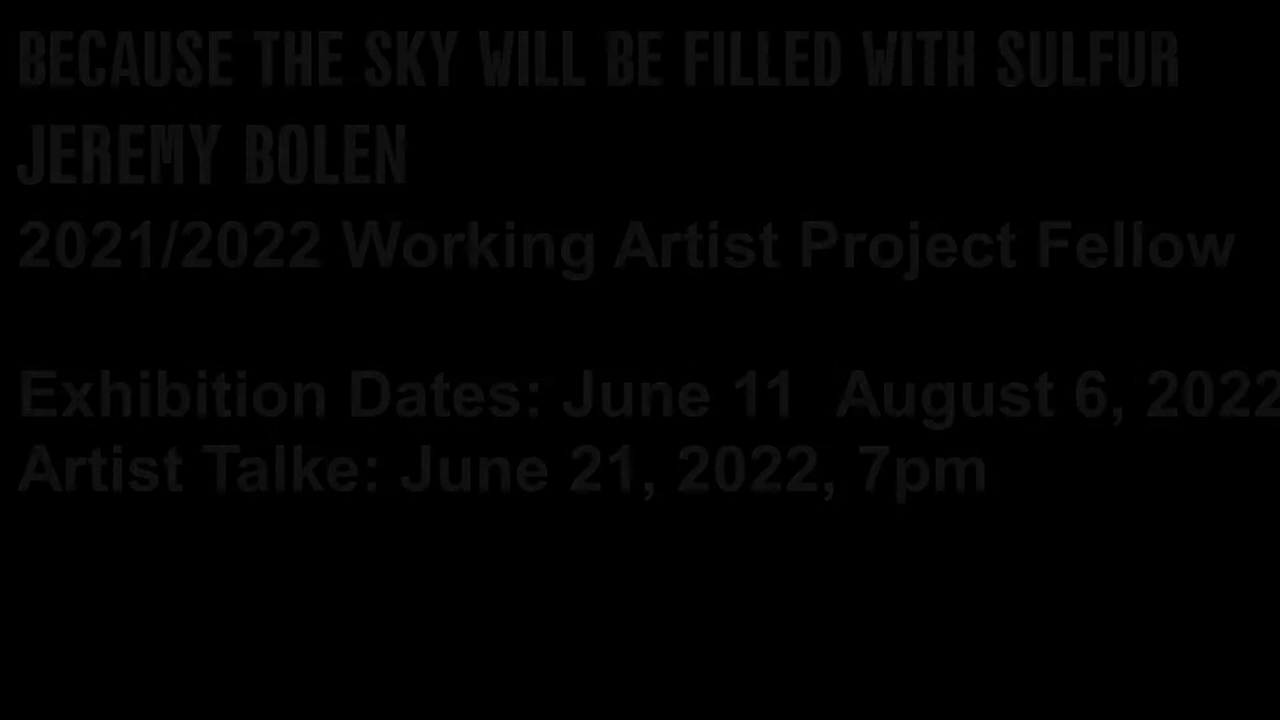 BECAUSE THE SKY WILL BE FILLED WITH SULFUR
JEREMY BOLEN
2021/2022 Working Artist Project Fellow
Exhibition Dates: June 11 August 6, 2022
Artist Talke: June 21, 2022, 7pm